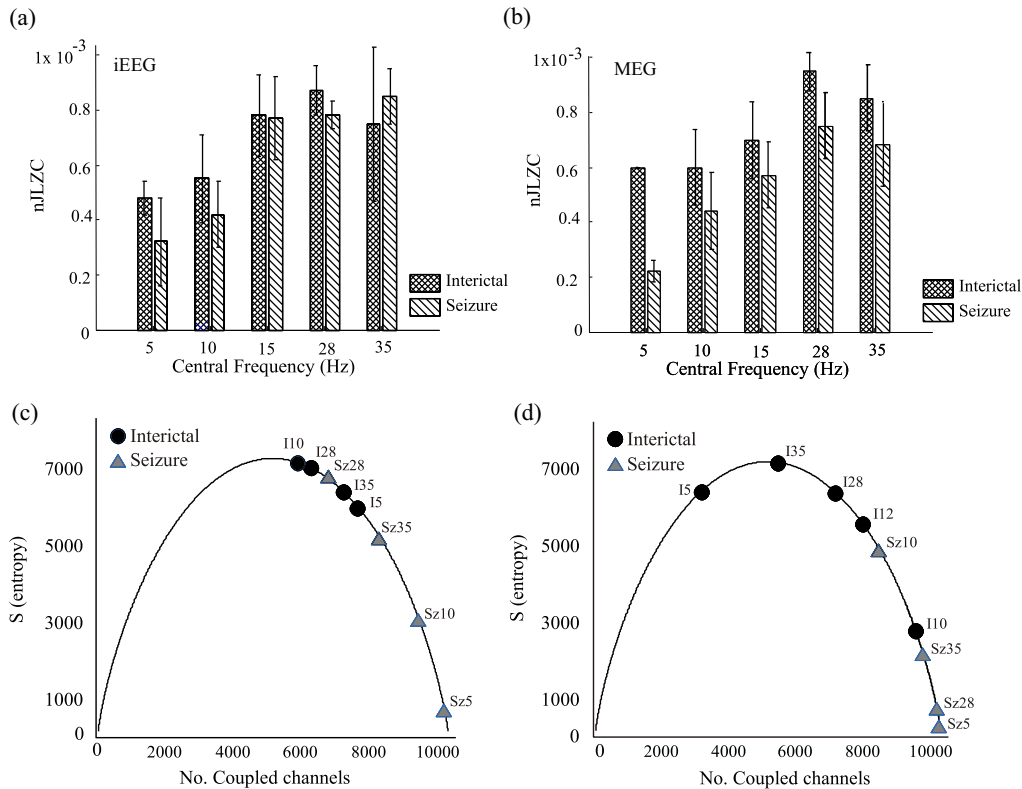 (a)
1x 10-3
iEEG
0.8
0.6
0.4
0.2
0
nJLZC
Interictal
Seizure
5 10 15 28 35
Central Frequency (Hz)
(b)
1x10-3
MEG
0.8
0.6
0.4
0.2
0
nJLZC
Interictal
Seizure
5 10 15 28 35
Central Frequency (Hz)
(c)
Interictal
Seizure
I10
I28
Sz28
I35
I5
Sz35
Sz10
Sz5
7000
5000
3000
1000
0
S (entropy)
0 2000 4000 6000 8000 10000
No. Coupled channels
(d)
Interictal
Seizure
I35
I5
I28
I12
Sz10
I10
Sz35
Sz28
Sz5
7000
5000
3000
1000
0
S (entropy)
0 2000 4000 6000 8000 10000
No. Coupled channels